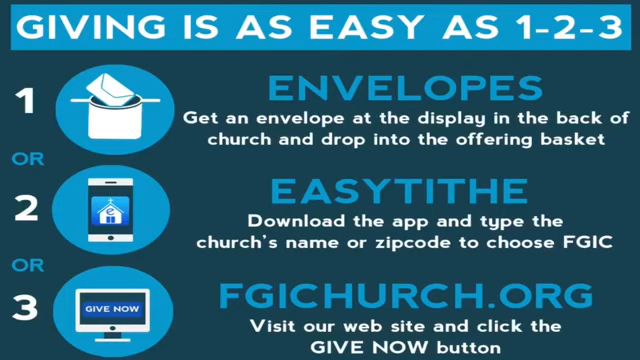 GIVING IS AS EASY AS 1-2-3
1
ENVELOPES
Get an envelope at the display in the back of
church and drop into the offering basket
OR
2
EASYTITHE
Download the app and type the
church's name or zipcode to choose FGIC
OR
3
GIVE NOW
FGICHURCH.ORG
Visit our web site and click the
GIVE NOW button